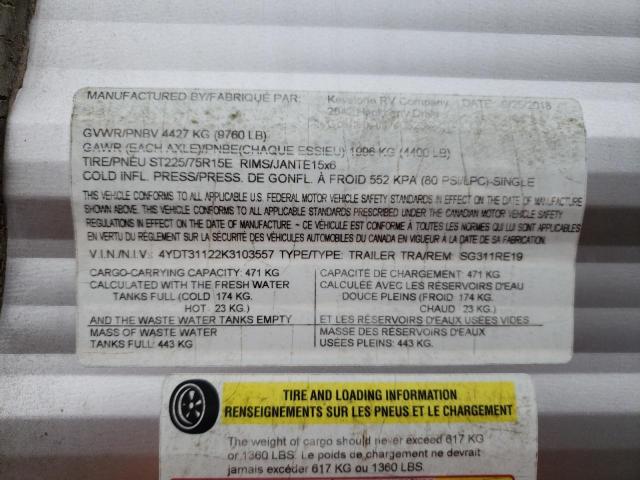 MANUFACTURED BY/FABRIQUÉ PAR: Keystone RV Company DATE: /2018
GVWR/PNBV 4427 KG (9760 LB)
GAWR (EACH AXLE)/PNBE(CHAQUE ESSIEU) 1996 KG (4400 LB)
TIRE/PNEU ST225/75R15E RIMS/JANTE15x6
COLD INFL. PRESS/PRESS. DE GONFL. À FROID 552 KPA (80 PSI/LPC)-SINGLE
THIS VEHICLE CONFORMS TO ALL APPLICABLE U.S. FEDERAL MOTOR VEHICLE SAFETY STANDARDS IN EFFECT ON THE DATE OF MANUFACTURE
SHOWN ABOVE. THIS VEHICLE CONFORMS TO ALL APPLICABLE STANDARDS PRESCRIBED UNDER THE CANADIAN MOTOR VEHICLE SAFETY
REGULATIONS IN EFFECT ON THE DATE OF MANUFACTURE / CE VÉHICULE EST CONFORME À TOUTES LES NORMES QUI LUI SONT APPLICABLES
EN VERTU DU RÈGLEMENT SUR LA SÉCURITÉ DES VÉHICULES AUTOMOBILES DU CANADA EN VIGUEUR À LA DATE DE SA FABRICATION.
V.I.N./N.I.V.: 4YDT31122K3103557 TYPE/TYPE: TRAILER TRA/REM: SG311RE19
CARGO-CARRYING CAPACITY: 471 KG
CALCULATED WITH THE FRESH WATER
TANKS FULL: (COLD 174 KG
HOT - 23 KG.)
AND THE WASTE WATER TANKS EMPTY
MASS OF WASTE WATER
TANKS FULL: 443 KG
CAPACITÉ DE CHARGEMENT: 471 KG
CALCULÉE AVEC LES RÉSERVOIRS D'EAU
DOUCE PLEINS (FROID 174 KG
CHAUD 23 KG.)
ET LES RÉSERVOIRS D'EAUX USÉES VIDES
MASSE DES RÉSERVOIRS D'EAUX
USÉES PLEINS: 443 KG.
TIRE AND LOADING INFORMATION
RENSEIGNEMENTS SUR LES PNEUS ET LE CHARGEMENT
The weight of cargo should never exceed 617 KG
or 1360 LBS. Le poids de chargement ne devrait
jamais excéder 617 KG ou 1360 LBS.